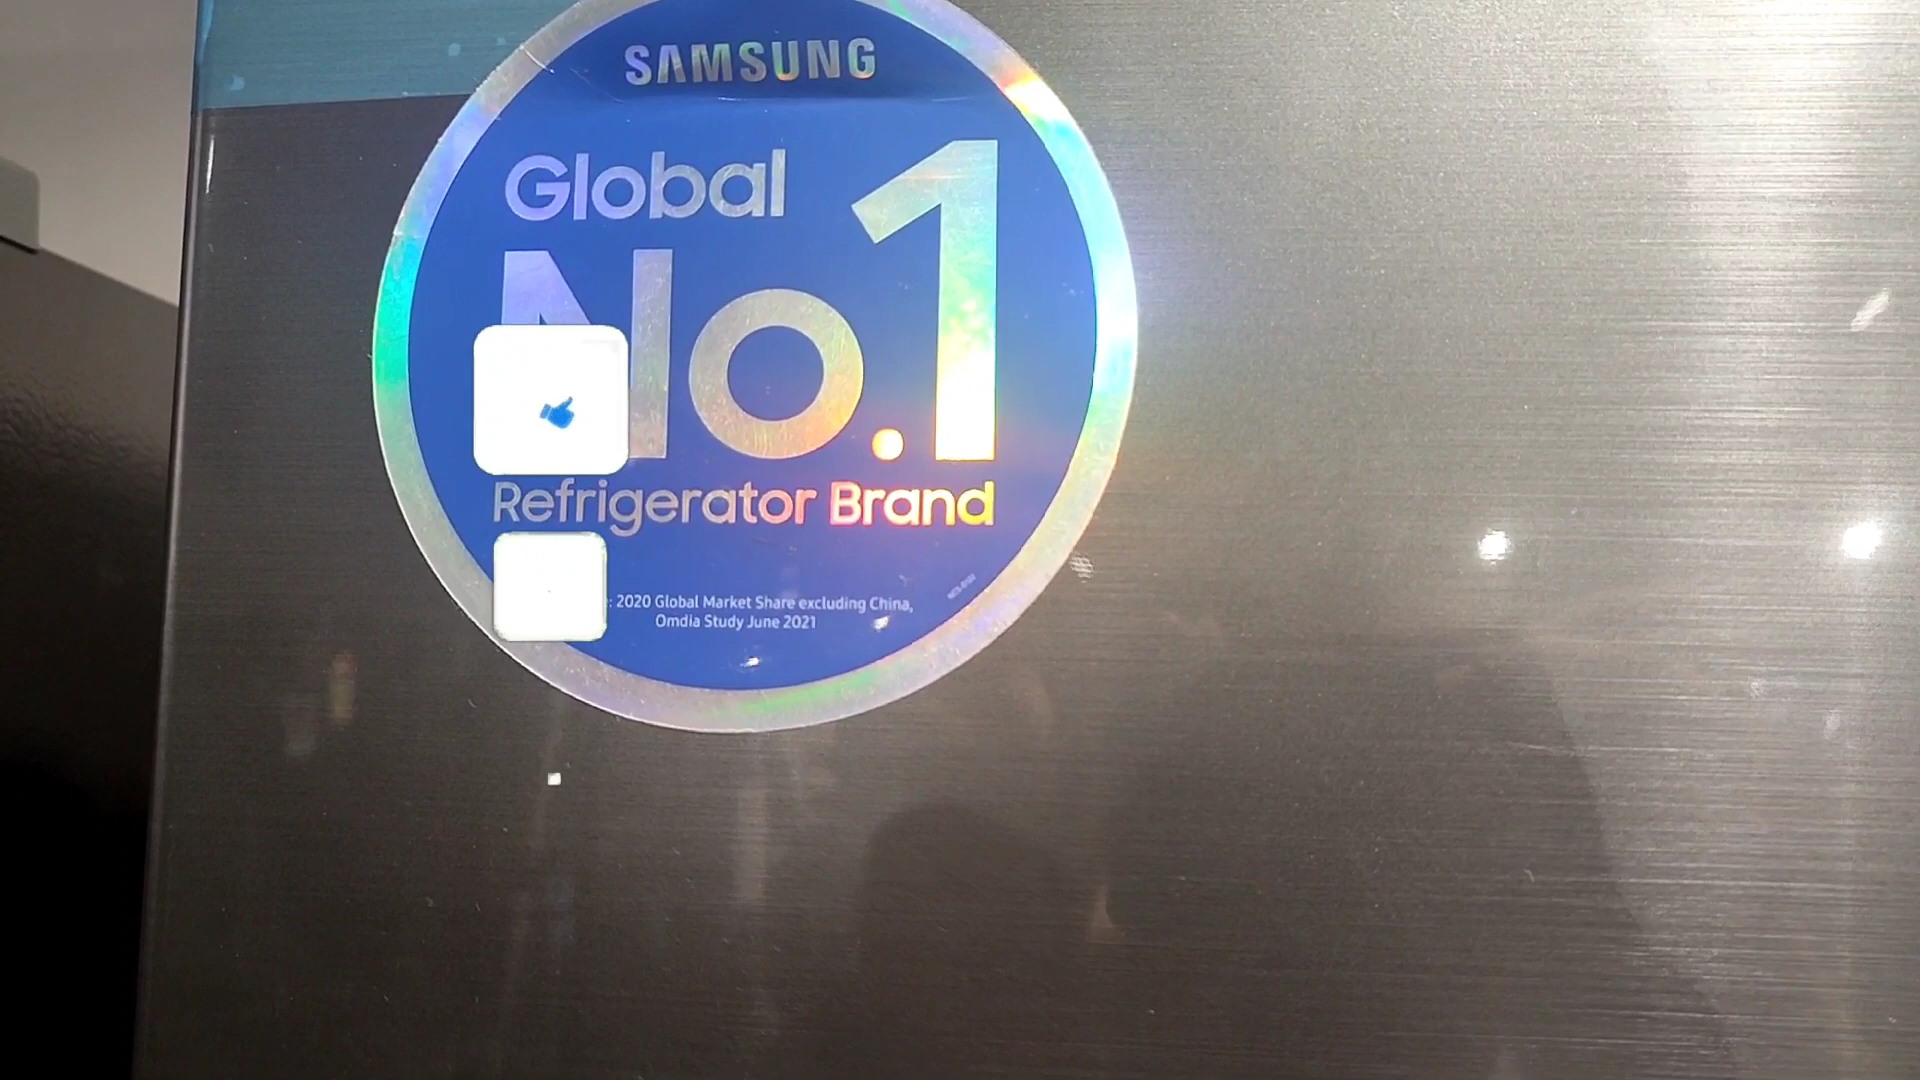 SAMSUNG
Global
No.1
Refrigerator Brand
: 2020 Global Market Share excluding China,
Omdia Study June 2021